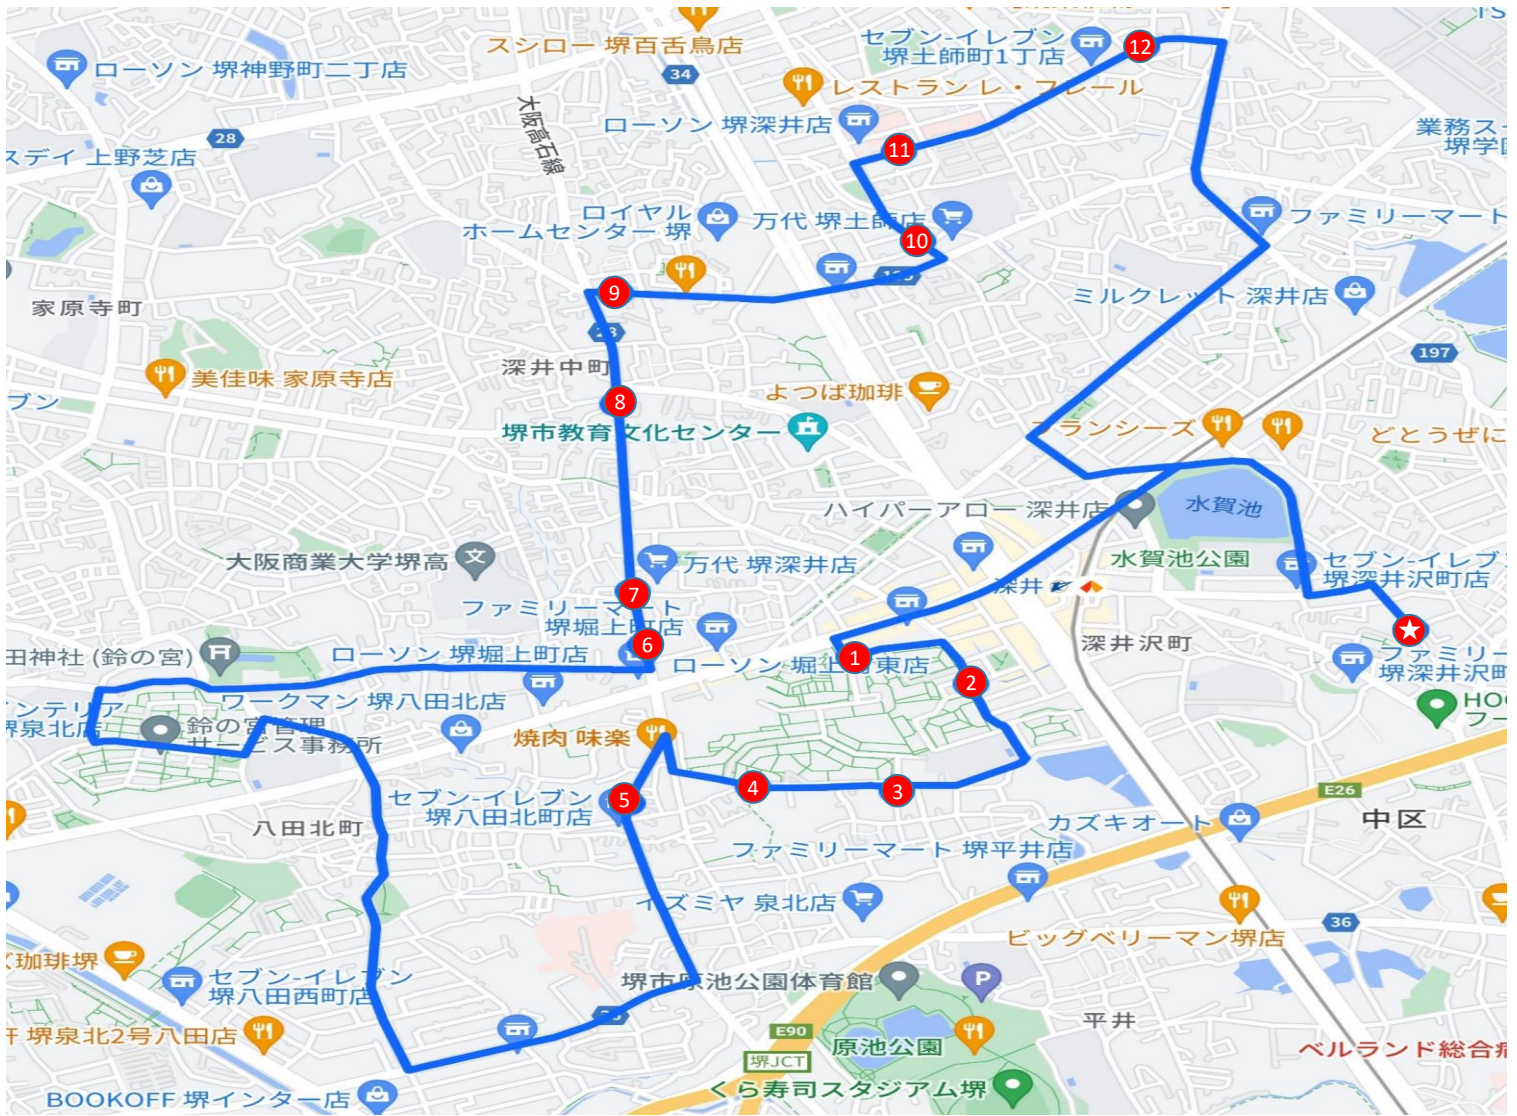 スシロー 堺百舌鳥店
セブン-イレブン
堺土師町1丁店
12
ローソン 堺神野町二丁店
34
レストラン レ・フレール
大阪高石線
ローソン 堺深井店
28
業務ス
堺学
スデイ 上野芝店
11
ロイヤル
ホームセンター 堺
万代 堺土師店
ファミリーマート
10
家原寺町
9
ミルクレット 深井店
28
深井中町
197
美佳味 家原寺店
ブン
よつば珈琲
8
堺市教育文化センター
ランシーズ
どとうぜに
ハイパーアロー 深井店
水賀池
大阪商業大学堺高
万代 堺深井店
水賀池公園
セブン-イレブン
堺深井沢町店
深井
7
ファミリーマート
堺堀上町店
6
田神社 (鈴の宮)
ローソン 堺堀上町店
ローソン 堀上町東店
1
深井沢町
ファミリー
堺深井沢町
2
ワークマン 堺八田北店
インテリア
堺泉北店
鈴の宮管理
サービス事務所
HO
フー
焼肉 味楽
4
3
E26
セブン-イレブン
堺八田北町店
5
八田北町
カズキオート
中区
ファミリーマート 堺平井店
イズミヤ 泉北店
36
ビッグベリーマン堺店
珈琲堺
セブン-イレブン
堺八田西町店
堺市原池公園体育館
P
平井
堺泉北2号八田店
E90
原池公園
ベルランド総合病
堺JCT
くら寿司スタジアム堺
BOOKOFF 堺インター店